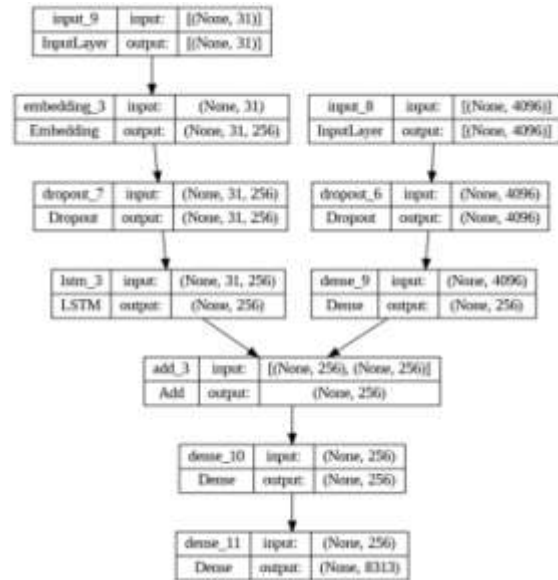 input_9 input: [(None, 31)]
InputLayer output: [(None, 31)]
embedding_3 input: (None, 31)
Embedding output: (None, 31, 256)
input_8 input: [(None, 4096)]
InputLayer output: [(None, 4096)]
dropout_7 input: (None, 31, 256)
Dropout output: (None, 31, 256)
dropout_6 input: (None, 4096)
Dropout output: (None, 4096)
lstm_3 input: (None, 31, 256)
LSTM output: (None, 256)
dense_9 input: (None, 4096)
Dense output: (None, 256)
add_3 input: [(None, 256), (None, 256)]
Add output: (None, 256)
dense_10 input: (None, 256)
Dense output: (None, 256)
dense_11 input: (None, 256)
Dense output: (None, 8313)